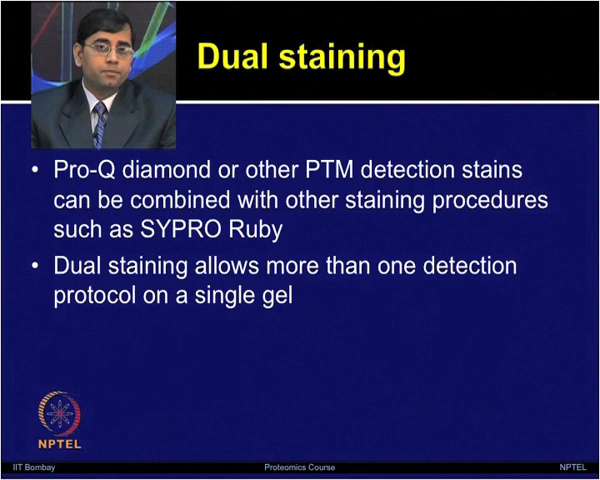 Dual staining
• Pro-Q diamond or other PTM detection stains
can be combined with other staining procedures
such as SYPRO Ruby
• Dual staining allows more than one detection
protocol on a single gel
NPTEL
IIT Bombay
Proteomics Course
NPTEL